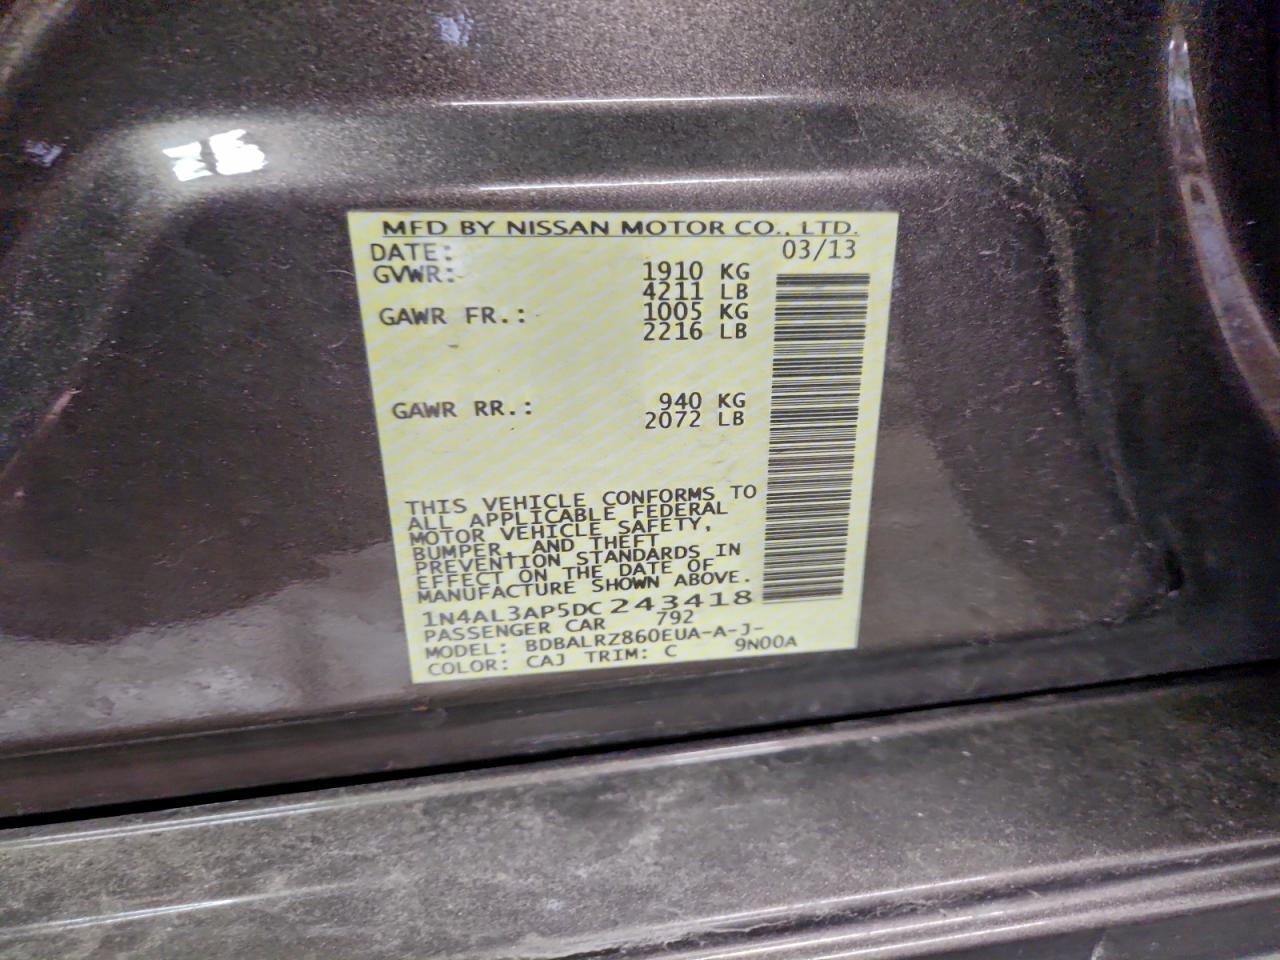 MFD BY NISSAN MOTOR CO., LTD.
DATE: 03/13
GVWR: 1910 KG
4211 LB
GAWR FR.: 1005 KG
2216 LB
GAWR RR.: 940 KG
2072 LB
THIS VEHICLE CONFORMS TO
ALL APPLICABLE FEDERAL
MOTOR VEHICLE SAFETY,
BUMPER, AND THEFT
PREVENTION STANDARDS IN
EFFECT ON THE DATE OF
MANUFACTURE SHOWN ABOVE.
1N4AL3AP5DC243418
PASSENGER CAR 792
MODEL: BDBALRZ860EUA-A-J-
COLOR: CAJ TRIM: C 9N00A